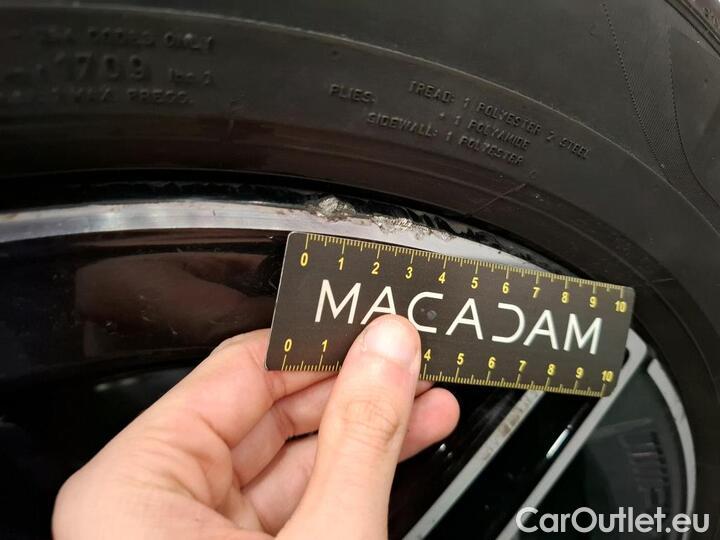 1709 lbs
MAX PRESS.
PLIES:
TREAD: 1 POLYESTER 2 STEEL
+ 1 POLYAMIDE
SIDEWALL: 1 POLYESTER
0 1 2 3 4 5 6 7 8 9 10
MACADAM
0 1 4 5 6 7 8 9 10
CarOutlet.eu